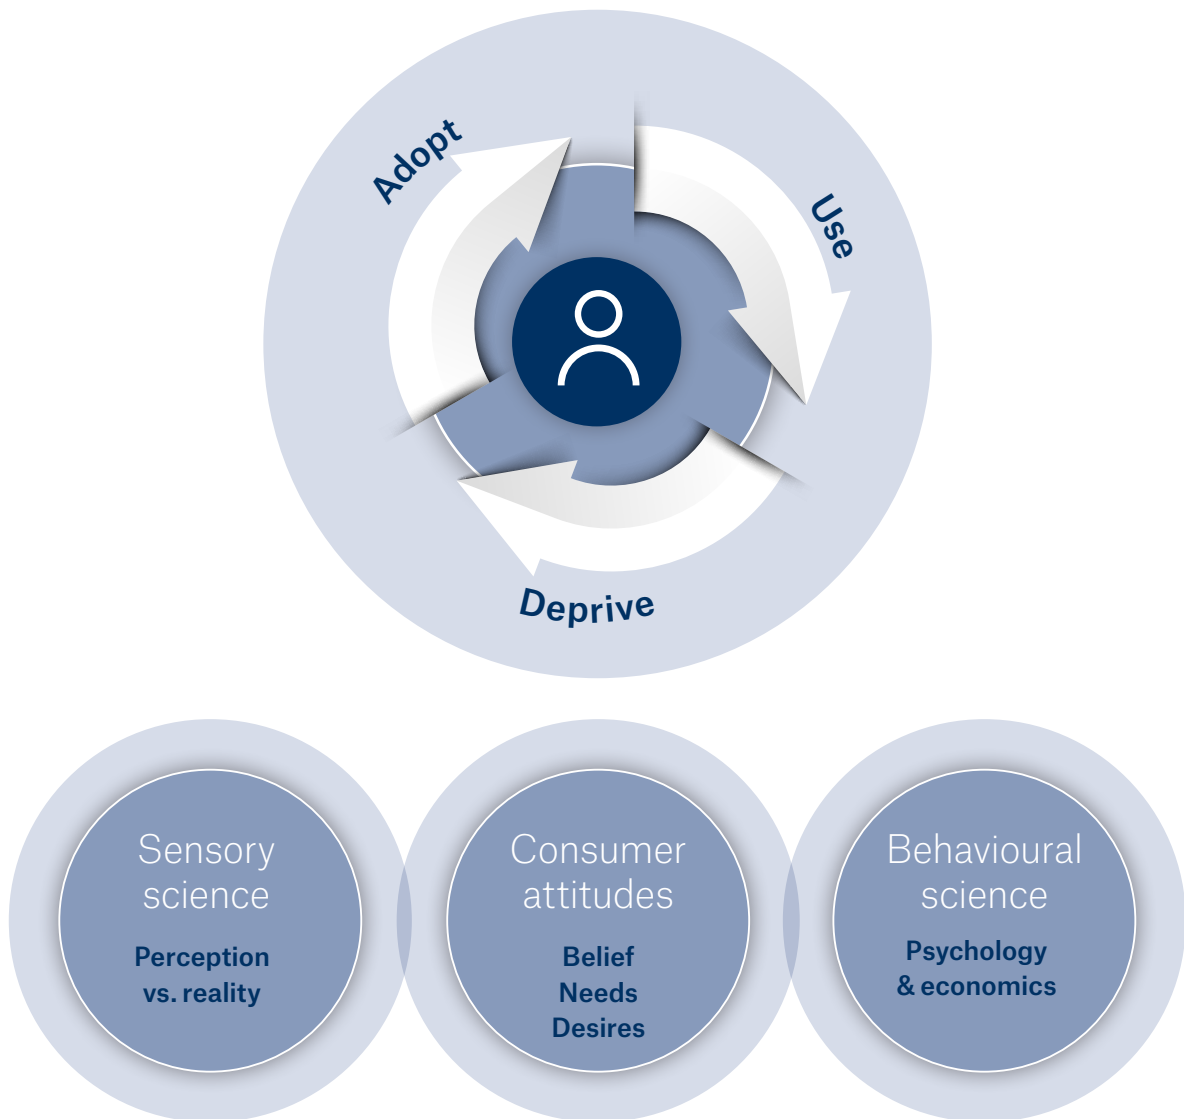 Adopt
Use
Deprive
Sensory
science
Perception
vs. reality
Consumer
attitudes
Belief
Needs
Desires
Behavioural
science
Psychology
& economics